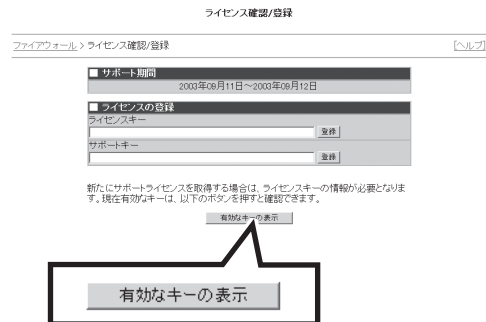 ライセンス確認/登録
ファイアウォール > ライセンス確認/登録 [ヘルプ]
■ サポート期間
2003年09月11日～2003年09月12日
■ ライセンスの登録
ライセンスキー
登録
サポートキー
登録
新たにサポートライセンスを取得する場合は、ライセンスキーの情報が必要となりま
す。現在有効なキーは、以下のボタンを押すと確認できます。
有効なキーの表示
有効なキーの表示